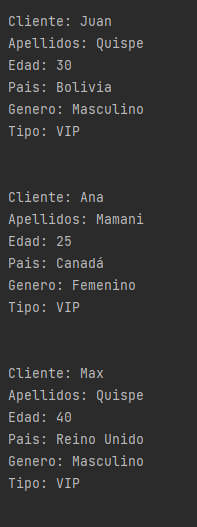 Cliente: Juan
Apellidos: Quispe
Edad: 30
Pais: Bolivia
Genero: Masculino
Tipo: VIP
Cliente: Ana
Apellidos: Mamani
Edad: 25
Pais: Canadá
Genero: Femenino
Tipo: VIP
Cliente: Max
Apellidos: Quispe
Edad: 40
Pais: Reino Unido
Genero: Masculino
Tipo: VIP